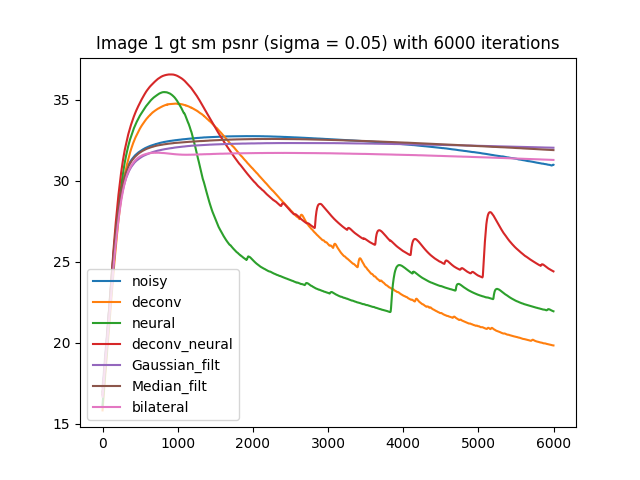 Image 1 gt sm psnr (sigma = 0.05) with 6000 iterations
35
30
25
20
15
noisy
deconv
neural
deconv_neural
Gaussian_filt
Median_filt
bilateral
0 1000 2000 3000 4000 5000 6000